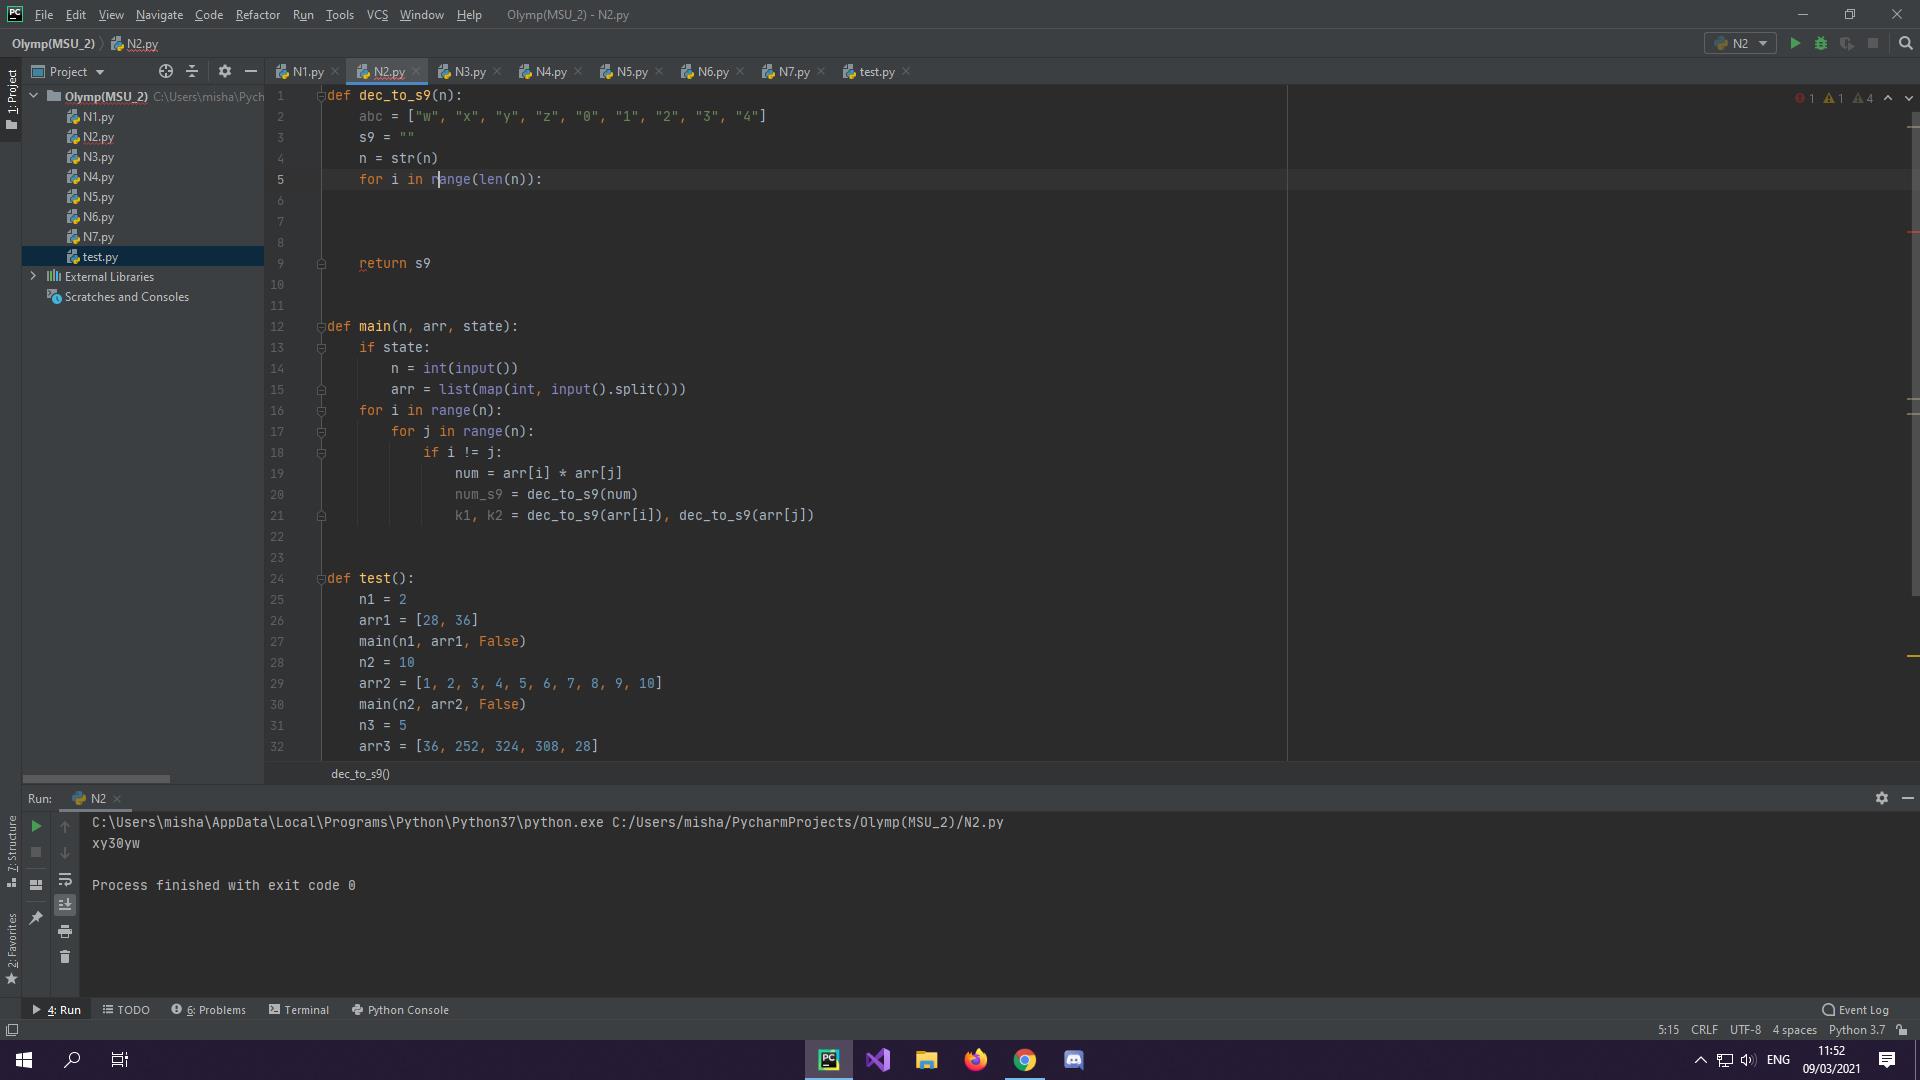 PC File Edit View Navigate Code Refactor Run Tools VCS Window Help Olymp(MSU_2) - N2.py
Olymp(MSU_2) N2.py N2
1: Project
Project N1.py N2.py N3.py N4.py N5.py N6.py N7.py test.py
Olymp(MSU_2) C:\Users\misha\Pych
N1.py
N2.py
N3.py
N4.py
N5.py
N6.py
N7.py
test.py
External Libraries
Scratches and Consoles
1 1 4
1 def dec_to_s9(n):
2 abc = ["w", "x", "y", "z", "0", "1", "2", "3", "4"]
3 s9 = ""
4 n = str(n)
5 for i in range(len(n)):
6
7
8
9 return s9
10
11
12 def main(n, arr, state):
13 if state:
14 n = int(input())
15 arr = list(map(int, input().split()))
16 for i in range(n):
17 for j in range(n):
18 if i != j:
19 num = arr[i] * arr[j]
20 num_s9 = dec_to_s9(num)
21 k1, k2 = dec_to_s9(arr[i]), dec_to_s9(arr[j])
22
23
24 def test():
25 n1 = 2
26 arr1 = [28, 36]
27 main(n1, arr1, False)
28 n2 = 10
29 arr2 = [1, 2, 3, 4, 5, 6, 7, 8, 9, 10]
30 main(n2, arr2, False)
31 n3 = 5
32 arr3 = [36, 252, 324, 308, 28]
dec_to_s9()
Run: N2
C:\Users\misha\AppData\Local\Programs\Python\Python37\python.exe C:/Users/misha/PycharmProjects/Olymp(MSU_2)/N2.py
xy30yw
Process finished with exit code 0
7: Structure
2: Favorites
4: Run TODO 6: Problems Terminal Python Console Event Log
5:15 CRLF UTF-8 4 spaces Python 3.7
PC ENG 11:52
09/03/2021